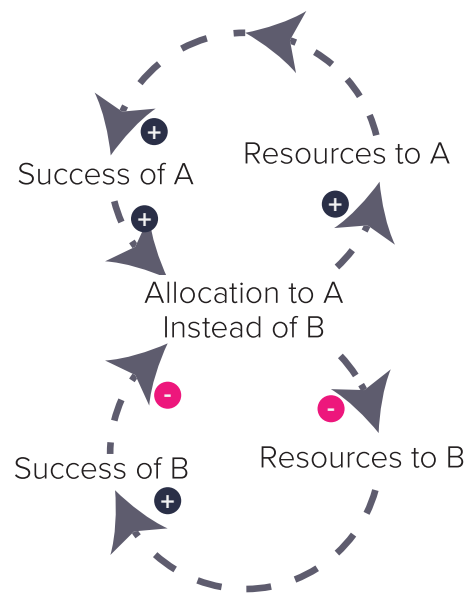 Resources to A
+
Success of A
+
+
Allocation to A
Instead of B
-
-
Resources to B
Success of B
+